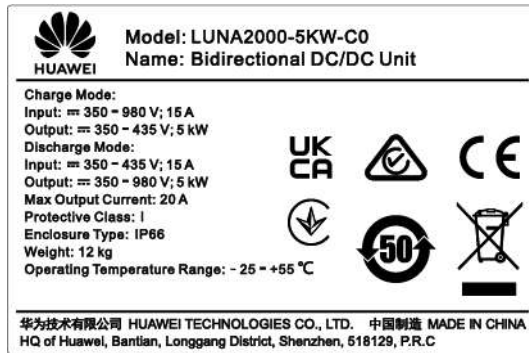 HUAWEI
Model: LUNA2000-5KW-C0
Name: Bidirectional DC/DC Unit
Charge Mode:
Input: ⎓ 350 - 980 V; 15 A
Output: ⎓ 350 - 435 V; 5 kW
Discharge Mode:
Input: ⎓ 350 - 435 V; 15 A
Output: ⎓ 350 - 980 V; 5 kW
Max Output Current: 20 A
Protective Class: I
Enclosure Type: IP66
Weight: 12 kg
Operating Temperature Range: - 25 - +55 ℃
UK
CA
CE
50
华为技术有限公司 HUAWEI TECHNOLOGIES CO., LTD. 中国制造 MADE IN CHINA
HQ of Huawei, Bantian, Longgang District, Shenzhen, 518129, P.R.C